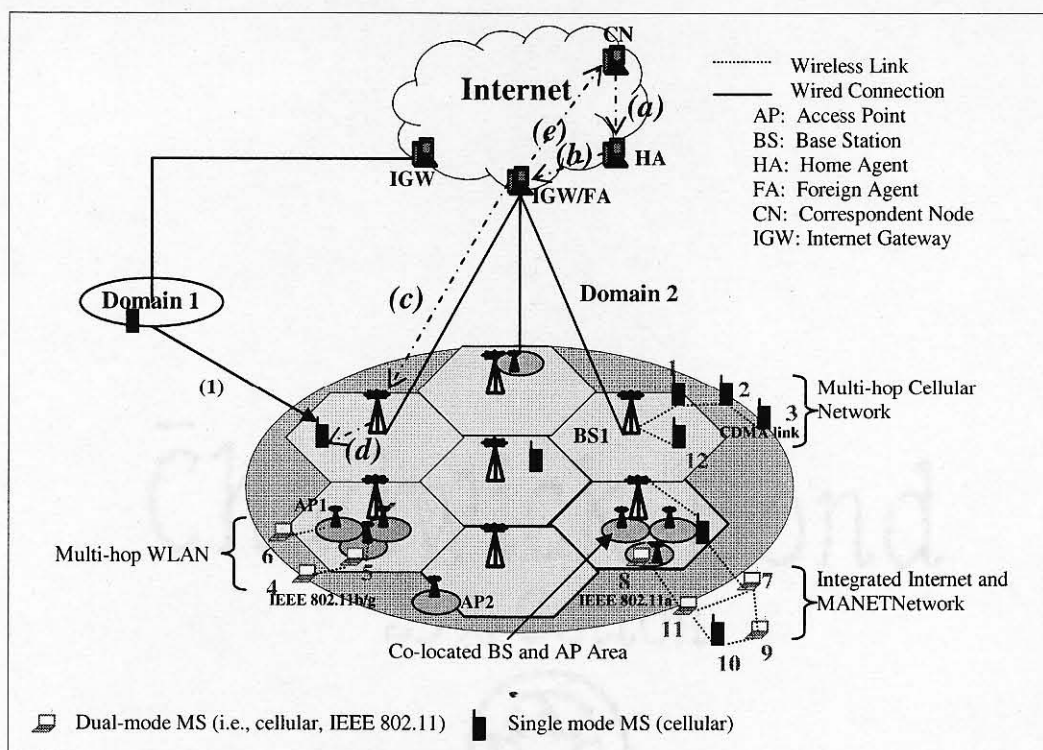 CN
Internet
(a)
(e)
(b)
HA
IGW
IGW/FA
Wireless Link
Wired Connection
AP: Access Point
BS: Base Station
HA: Home Agent
FA: Foreign Agent
CN: Correspondent Node
IGW: Internet Gateway
Domain 1
(c)
Domain 2
(1)
(d)
BS1
1
2
3
CDMA link
12
Multi-hop Cellular
Network
AP1
Multi-hop WLAN
6
4
5
IEEE 802.11b/g
AP2
8
IEEE 802.11a
7
11
10
9
Integrated Internet and
MANETNetwork
Co-located BS and AP Area
Dual-mode MS (i.e., cellular, IEEE 802.11)
Single mode MS (cellular)